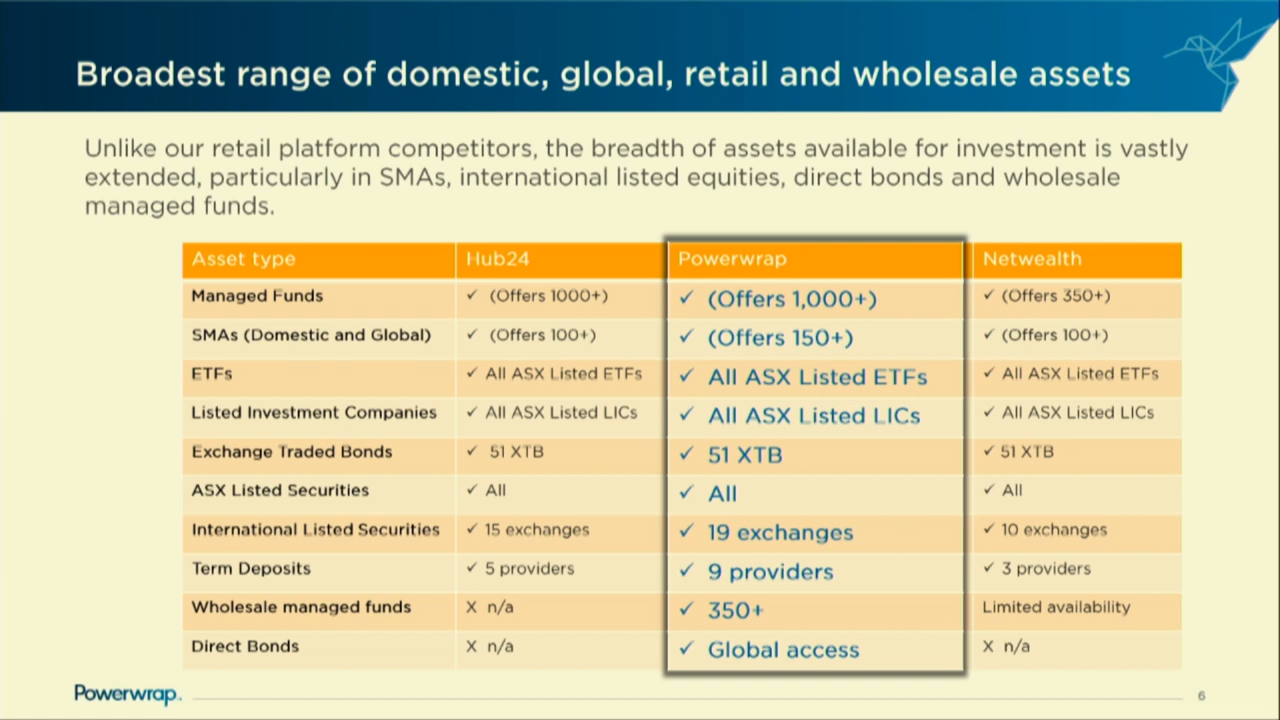 Broadest range of domestic, global, retail and wholesale assets
Unlike our retail platform competitors, the breadth of assets available for investment is vastly
extended, particularly in SMAs, international listed equities, direct bonds and wholesale
managed funds.
Asset type Hub24 Powerwrap Netwealth
Managed Funds ✓ (Offers 1000+) ✓ (Offers 1,000+) ✓ (Offers 350+)
SMAs (Domestic and Global) ✓ (Offers 100+) ✓ (Offers 150+) ✓ (Offers 100+)
ETFs ✓ All ASX Listed ETFs ✓ All ASX Listed ETFs ✓ All ASX Listed ETFs
Listed Investment Companies ✓ All ASX Listed LICs ✓ All ASX Listed LICs ✓ All ASX Listed LICs
Exchange Traded Bonds ✓ 51 XTB ✓ 51 XTB ✓ 51 XTB
ASX Listed Securities ✓ All ✓ All ✓ All
International Listed Securities ✓ 15 exchanges ✓ 19 exchanges ✓ 10 exchanges
Term Deposits ✓ 5 providers ✓ 9 providers ✓ 3 providers
Wholesale managed funds X n/a ✓ 350+ Limited availability
Direct Bonds X n/a ✓ Global access X n/a
Powerwrap. 6